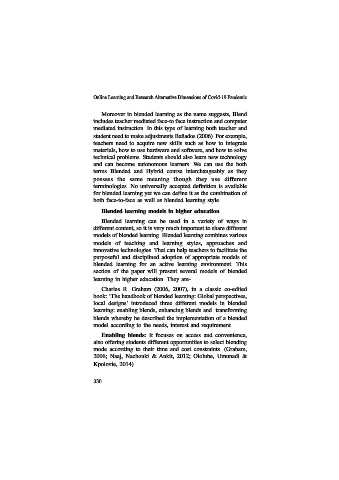 Online Learning and Research Alternative Dimensions of Covid-19 Pandemic
Moreover in blended learning as the name suggests, Blend
includes teacher mediated face-to face instruction and computer
mediated instruction. In this type of learning both teacher and
student need to make adjustments Bañados (2006). For example,
teachers need to acquire new skills such as how to integrate
materials, how to use hardware and software, and how to solve
technical problems. Students should also learn new technology
and can become autonomous learners. We can use the both
terms Blended and Hybrid course interchangeably as they
possess the same meaning though they use different
terminologies. No universally accepted definition is available
for blended learning yet we can define it as the combination of
both face-to-face as well as blended learning style.
Blended learning models in higher education
Blended learning can be used in a variety of ways in
different content, so it is very much important to share different
models of blended learning. Blended learning combines various
models of teaching and learning styles, approaches and
innovative technologies. That can help teachers to facilitate the
purposeful and disciplined adoption of appropriate models of
blended learning for an active learning environment. This
section of the paper will present several models of blended
learning in higher education. They are-
Charles R. Graham (2006, 2007), in a classic co-edited
book: 'The handbook of blended learning: Global perspectives,
local designs' introduced three different models in blended
learning: enabling blends, enhancing blends and transforming
blends whereby he described the implementation of a blended
model according to the needs, interest and requirement.
Enabling blends: It focuses on access and convenience,
also offering students different opportunities to select blending
mode according to their time and cost constraints. (Graham,
2006; Naaj, Nachouki & Ankit, 2012; Okaha, Umunadi &
Kpolovie, 2014)
330